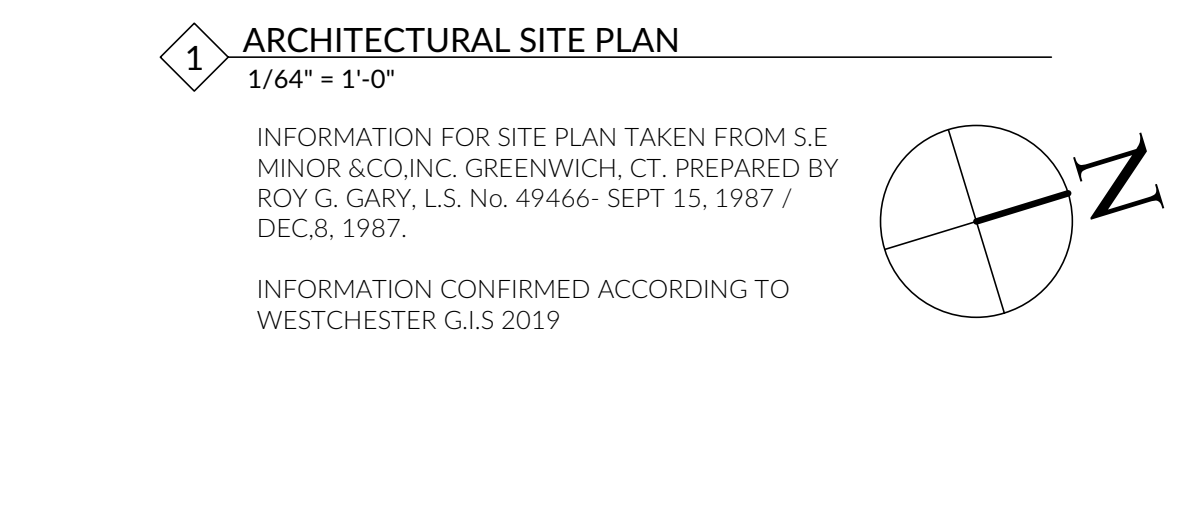 1
ARCHITECTURAL SITE PLAN
1/64" = 1'-0"
INFORMATION FOR SITE PLAN TAKEN FROM S.E
MINOR &CO,INC. GREENWICH, CT. PREPARED BY
ROY G. GARY, L.S. No. 49466- SEPT 15, 1987 /
DEC,8, 1987.
INFORMATION CONFIRMED ACCORDING TO
WESTCHESTER G.I.S 2019
N